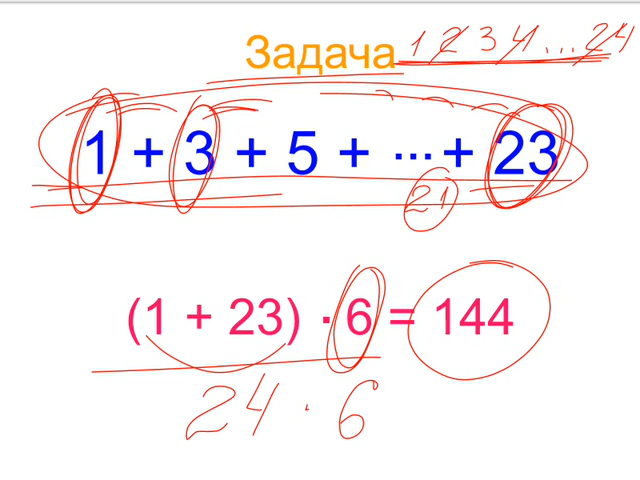 Задача 1 2 3 4 ... 24
1 + 3 + 5 + ... + 23
21
(1 + 23) · 6 = 144
24 · 6